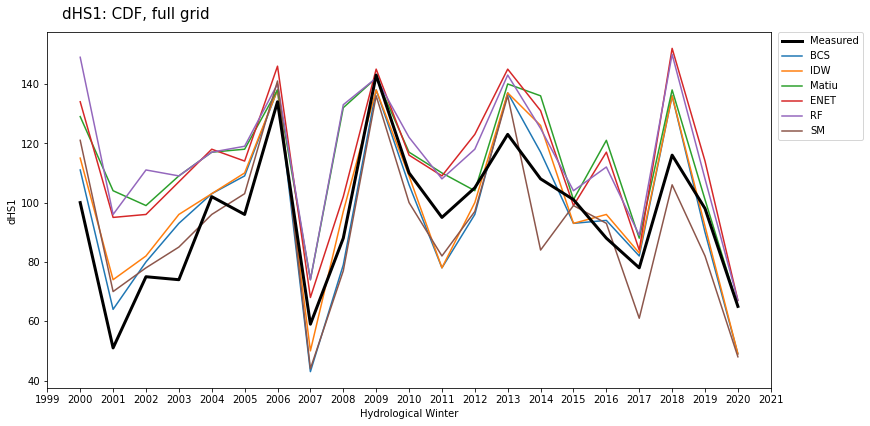 dHS1: CDF, full grid
Measured
BCS
IDW
Matiu
ENET
RF
SM
dHS1
140
120
100
80
60
40
1999 2000 2001 2002 2003 2004 2005 2006 2007 2008 2009 2010 2011 2012 2013 2014 2015 2016 2017 2018 2019 2020 2021
Hydrological Winter